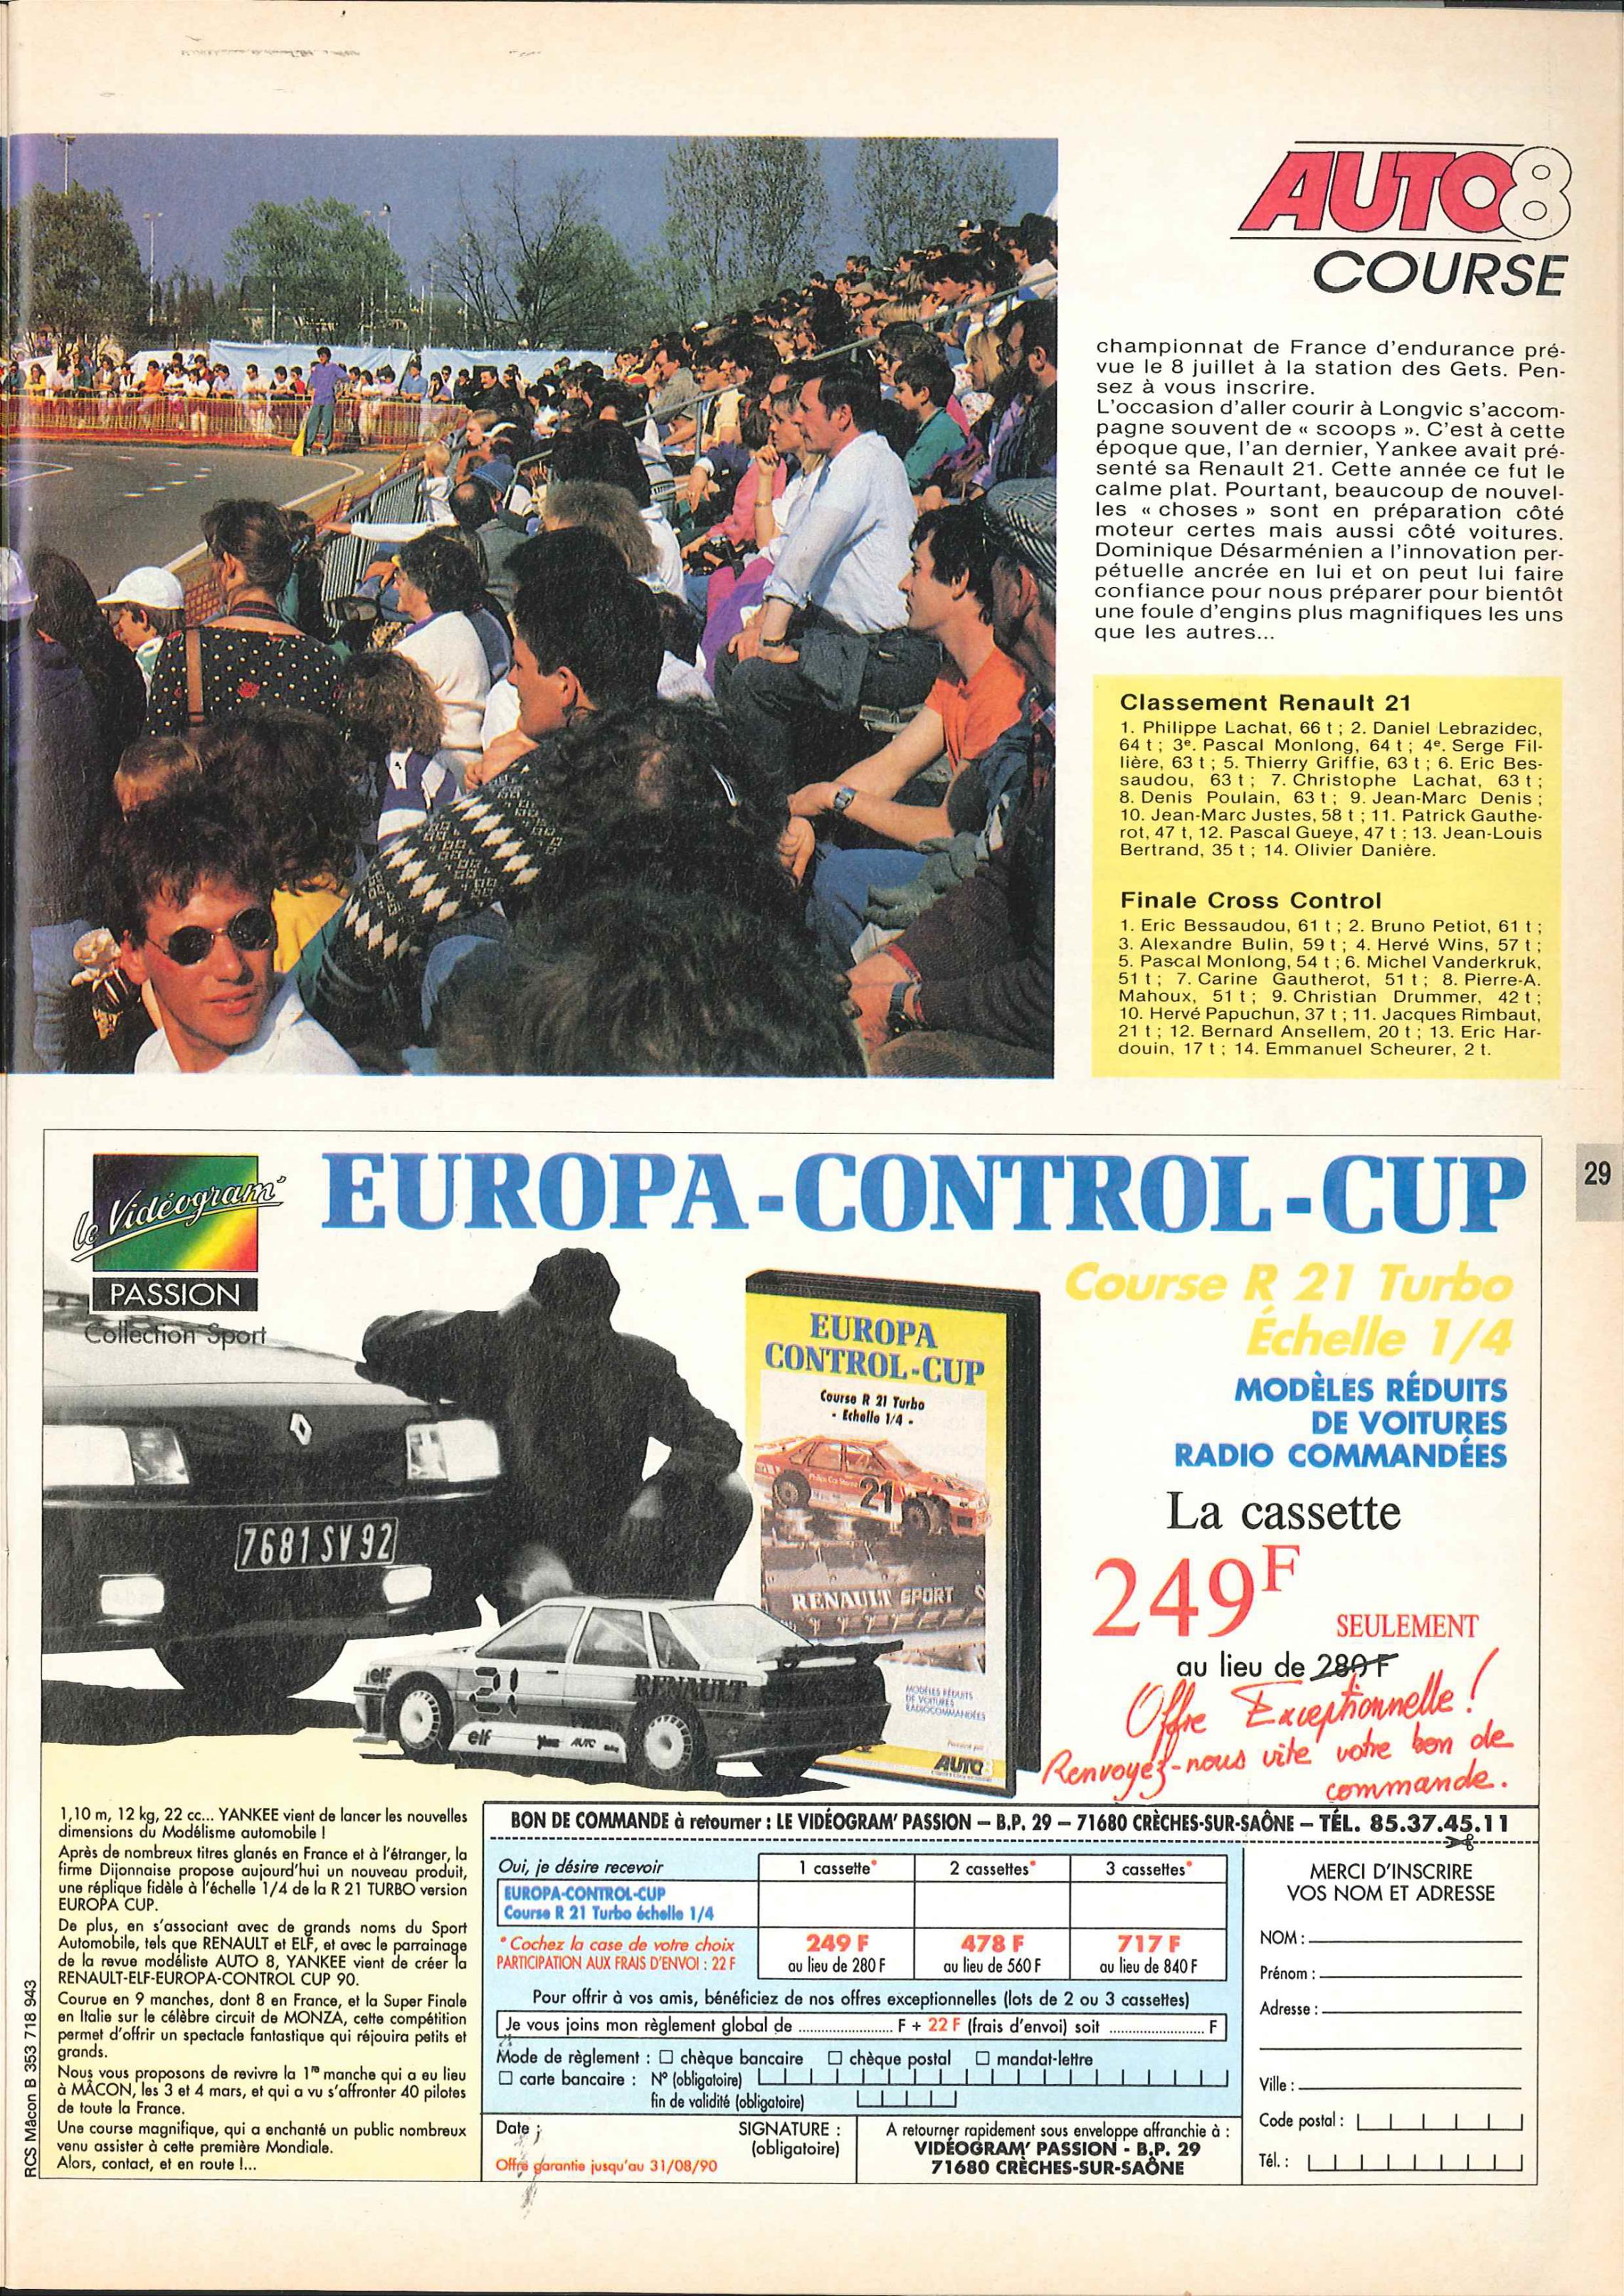 AUTO8
COURSE
championnat de France d'endurance pré-
vue le 8 juillet à la station des Gets. Pen-
sez à vous inscrire.
L'occasion d'aller courir à Longvic s'accom-
pagne souvent de « scoops ». C'est à cette
époque que, l'an dernier, Yankee avait pré-
senté sa Renault 21. Cette année ce fut le
calme plat. Pourtant, beaucoup de nouvel-
les « choses » sont en préparation côté
moteur certes mais aussi côté voitures.
Dominique Désarménien a l'innovation per-
pétuelle ancrée en lui et on peut lui faire
confiance pour nous préparer pour bientôt
une foule d'engins plus magnifiques les uns
que les autres...
Classement Renault 21
1. Philippe Lachat, 66 t ; 2. Daniel Lebrazidec,
64 t ; 3e. Pascal Monlong, 64 t ; 4e. Serge Fil-
lière, 63 t ; 5. Thierry Griffie, 63 t ; 6. Eric Bes-
saudou, 63 t ; 7. Christophe Lachat, 63 t ;
8. Denis Poulain, 63 t ; 9. Jean-Marc Denis ;
10. Jean-Marc Justes, 58 t ; 11. Patrick Gauthe-
rot, 47 t, 12. Pascal Gueye, 47 t ; 13. Jean-Louis
Bertrand, 35 t ; 14. Olivier Danière.
Finale Cross Control
1. Eric Bessaudou, 61 t ; 2. Bruno Petiot, 61 t ;
3. Alexandre Bulin, 59 t ; 4. Hervé Wins, 57 t ;
5. Pascal Monlong, 54 t ; 6. Michel Vanderkruk,
51 t ; 7. Carine Gautherot, 51 t ; 8. Pierre-A.
Mahoux, 51 t ; 9. Christian Drummer, 42 t ;
10. Hervé Papuchun, 37 t ; 11. Jacques Rimbaut,
21 t ; 12. Bernard Ansellem, 20 t ; 13. Eric Har-
douin, 17 t ; 14. Emmanuel Scheurer, 2 t.
29
le Vidéogram'
PASSION
Collection Sport
EUROPA-CONTROL-CUP
Course R 21 Turbo
Échelle 1/4
MODÈLES RÉDUITS
DE VOITURES
RADIO COMMANDÉES
La cassette
249F
SEULEMENT
au lieu de 280 F
Offre Exceptionnelle !
Renvoyez-nous vite votre bon de
commande.
EUROPA
CONTROL-CUP
Course R 21 Turbo
- Echelle 1/4 -
21
RENAULT SPORT
MODÈLES RÉDUITS
DE VOITURES
RADIOCOMMANDÉES
AUTO8
7681 SV 92
elf
21
RENAULT
elf
AUTO
1,10 m, 12 kg, 22 cc... YANKEE vient de lancer les nouvelles
dimensions du Modélisme automobile !
Après de nombreux titres glanés en France et à l'étranger, la
firme Dijonnaise propose aujourd'hui un nouveau produit,
une réplique fidèle à l'échelle 1/4 de la R 21 TURBO version
EUROPA CUP.
De plus, en s'associant avec de grands noms du Sport
Automobile, tels que RENAULT et ELF, et avec le parrainage
de la revue modéliste AUTO 8, YANKEE vient de créer la
RENAULT-ELF-EUROPA-CONTROL CUP 90.
Courue en 9 manches, dont 8 en France, et la Super Finale
en Italie sur le célèbre circuit de MONZA, cette compétition
permet d'offrir un spectacle fantastique qui réjouira petits et
grands.
Nous vous proposons de revivre la 1re manche qui a eu lieu
à MÂCON, les 3 et 4 mars, et qui a vu s'affronter 40 pilotes
de toute la France.
Une course magnifique, qui a enchanté un public nombreux
venu assister à cette première Mondiale.
Alors, contact, et en route !...
RCS Mâcon B 353 718 943
BON DE COMMANDE à retourner : LE VIDÉOGRAM' PASSION – B.P. 29 – 71680 CRÈCHES-SUR-SAÔNE – TÉL. 85.37.45.11
Oui, je désire recevoir
1 cassette*
2 cassettes*
3 cassettes*
EUROPA-CONTROL-CUP
Course R 21 Turbo échelle 1/4
* Cochez la case de votre choix
PARTICIPATION AUX FRAIS D'ENVOI : 22 F
249 F
au lieu de 280 F
478 F
au lieu de 560 F
717 F
au lieu de 840 F
Pour offrir à vos amis, bénéficiez de nos offres exceptionnelles (lots de 2 ou 3 cassettes)
Je vous joins mon règlement global de ........................ F + 22 F (frais d'envoi) soit ........................ F
Mode de règlement : □ chèque bancaire □ chèque postal □ mandat-lettre
□ carte bancaire : N° (obligatoire)
fin de validité (obligatoire)
Date ;
SIGNATURE :
(obligatoire)
Offre garantie jusqu'au 31/08/90
A retourner rapidement sous enveloppe affranchie à :
VIDÉOGRAM' PASSION - B.P. 29
71680 CRÈCHES-SUR-SAÔNE
MERCI D'INSCRIRE
VOS NOM ET ADRESSE
NOM :
Prénom :
Adresse :
Ville :
Code postal :
Tél. :